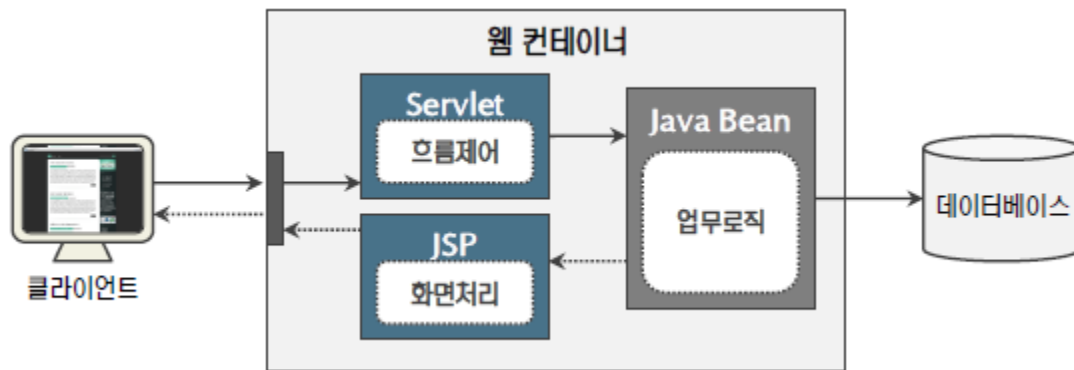 웸 컨테이너
Servlet
흐름제어
Java Bean
업무로직
JSP
화면처리
클라이언트
데이터베이스